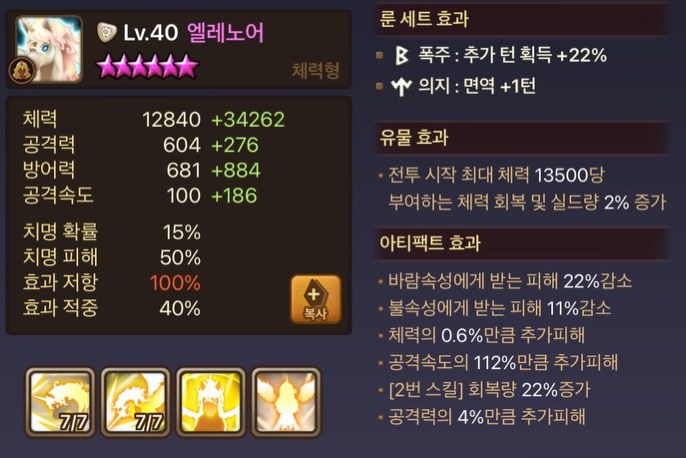 Lv.40 엘레노어
체력형
체력 12840 +34262
공격력 604 +276
방어력 681 +884
공격속도 100 +186
치명 확률 15%
치명 피해 50%
효과 저항 100%
효과 적중 40%
복사
7/7 7/7
룬 세트 효과
폭주 : 추가 턴 획득 +22%
의지 : 면역 +1턴
유물 효과
전투 시작 최대 체력 13500당
부여하는 체력 회복 및 실드량 2% 증가
아티팩트 효과
바람속성에게 받는 피해 22%감소
불속성에게 받는 피해 11%감소
체력의 0.6%만큼 추가피해
공격속도의 112%만큼 추가피해
[2번 스킬] 회복량 22%증가
공격력의 4%만큼 추가피해